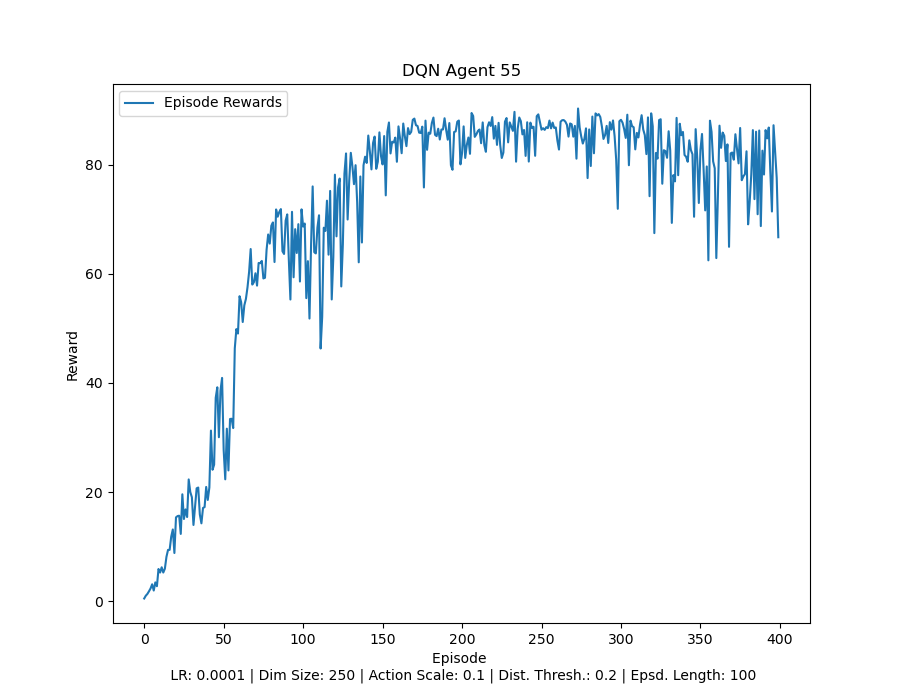 DQN Agent 55
Episode Rewards
80
60
40
20
0
Reward
0 50 100 150 200 250 300 350 400
Episode
LR: 0.0001 | Dim Size: 250 | Action Scale: 0.1 | Dist. Thresh.: 0.2 | Epsd. Length: 100